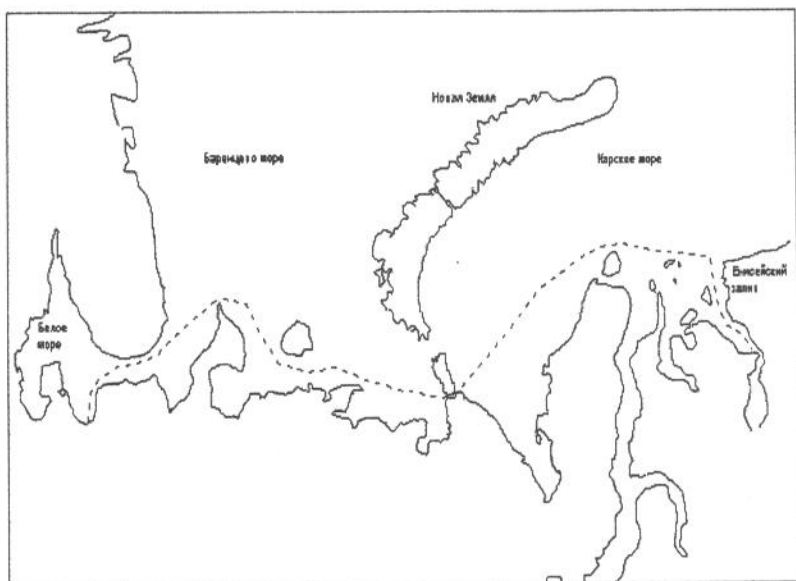 Новая Земля
Баренцево море
Карское море
Енисейский
залив
Белое
море